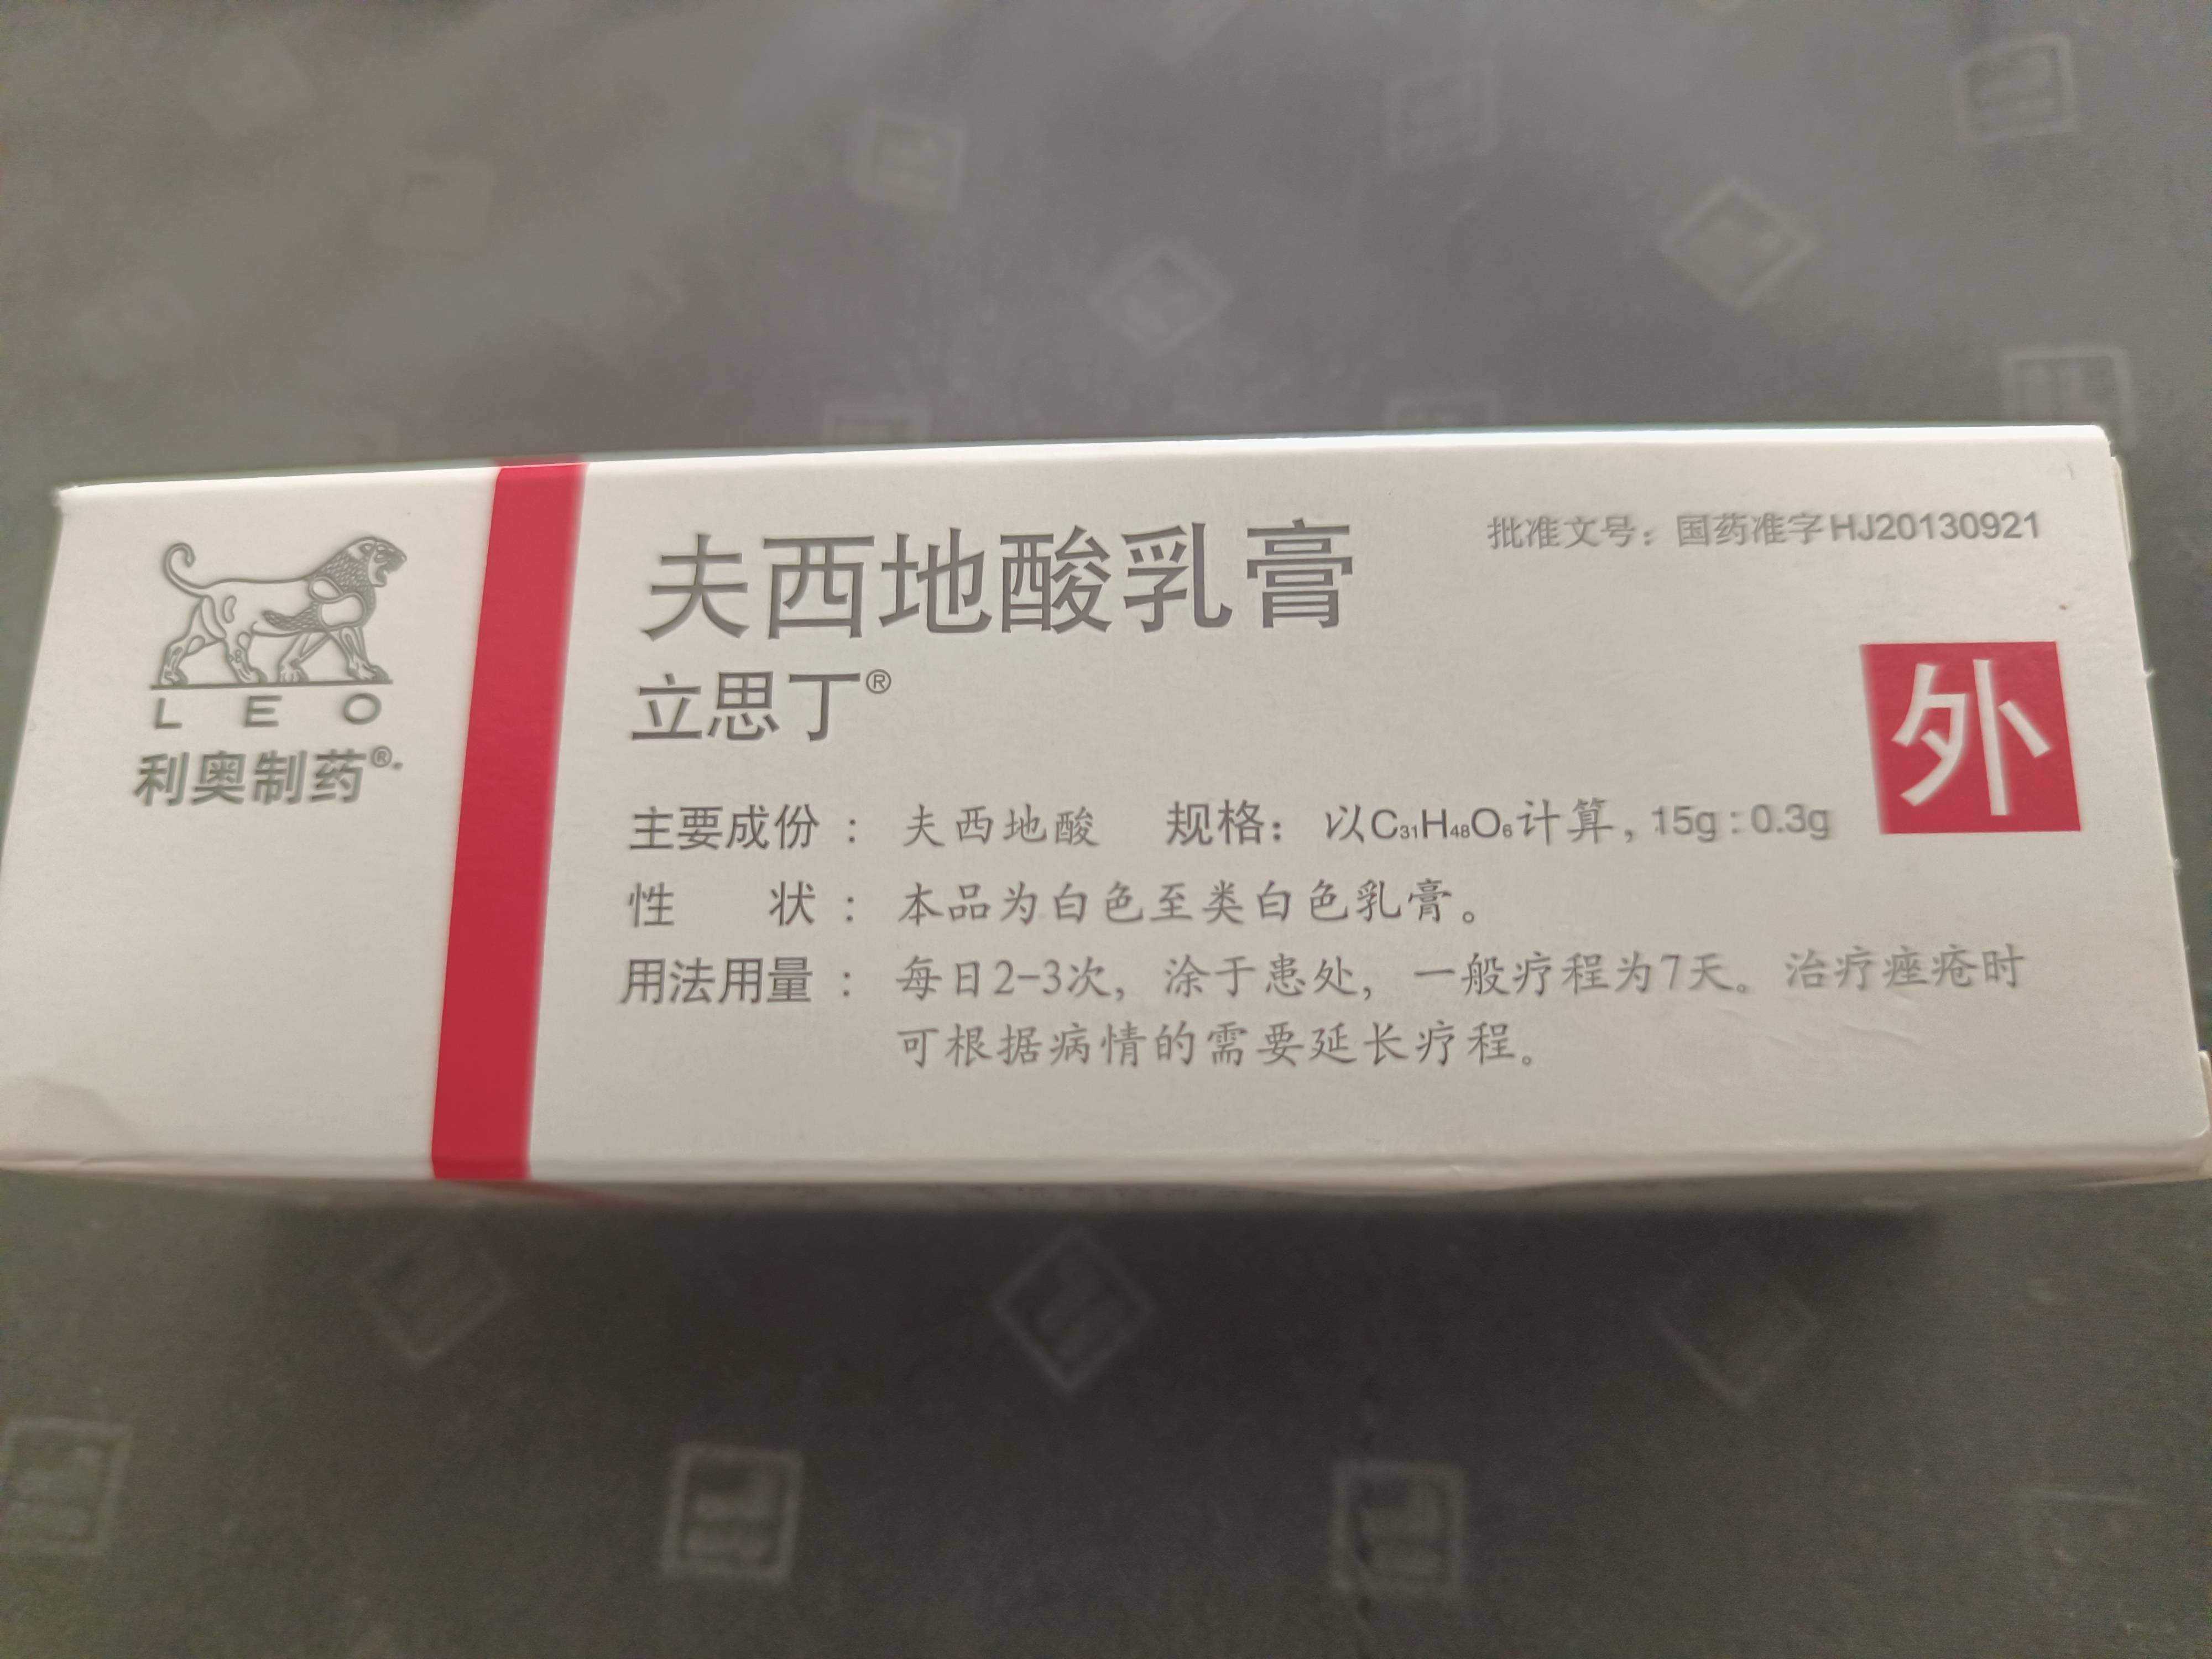 LEO
利奥制药®
夫西地酸乳膏
立思丁®
批准文号：国药准字HJ20130921
外
主要成份：夫西地酸 规格：以C₃₁H₄₈O₆计算，15g:0.3g
性 状：本品为白色至类白色乳膏。
用法用量：每日2-3次，涂于患处，一般疗程为7天。治疗痤疮时
可根据病情的需要延长疗程。